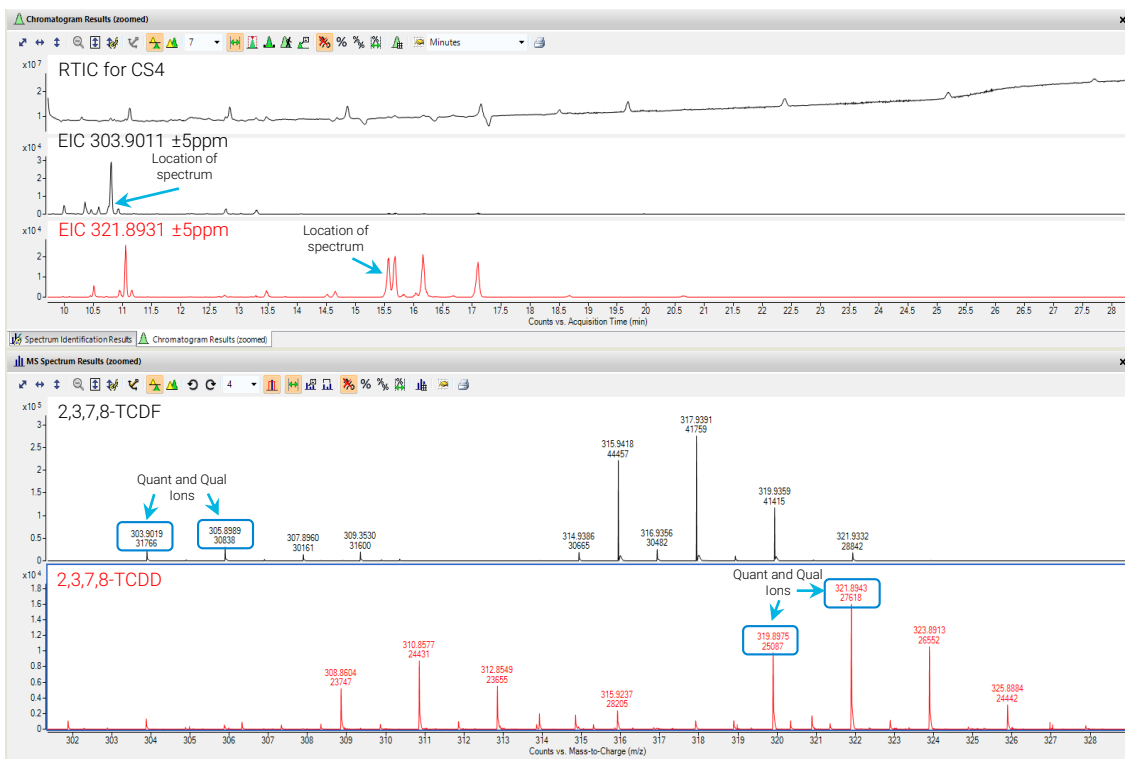 Chromatogram Results (zoomed)
7 Minutes
x10 7
RTIC for CS4
2
1
EIC 303.9011 ±5ppm
x10 4
Location of
spectrum
3
2
1
0
EIC 321.8931 ±5ppm
x10 4
Location of
spectrum
2
1
0
10 10.5 11 11.5 12 12.5 13 13.5 14 14.5 15 15.5 16 16.5 17 17.5 18 18.5 19 19.5 20 20.5 21 21.5 22 22.5 23 23.5 24 24.5 25 25.5 26 26.5 27 27.5 28
Counts vs. Acquisition Time (min)
Spectrum Identification Results Chromatogram Results (zoomed)
MS Spectrum Results (zoomed)
4
x10 5
2,3,7,8-TCDF
3
2.5
2
1.5
1
0.5
0
Quant and Qual
Ions
303.9019
31766
305.8989
30838
307.8960
30161
309.3530
31600
314.9386
30665
315.9418
44457
316.9356
30482
317.9391
41759
319.9359
41415
321.9332
28842
x10 4
2,3,7,8-TCDD
1.8
1.6
1.4
1.2
1
0.8
0.6
0.4
0.2
0
Quant and Qual
Ions
308.8604
23747
310.8577
24431
312.8549
23655
315.9237
28205
319.8975
25087
321.8943
27618
323.8913
26552
325.8884
24442
302 303 304 305 306 307 308 309 310 311 312 313 314 315 316 317 318 319 320 321 322 323 324 325 326 327 328
Counts vs. Mass-to-Charge (m/z)